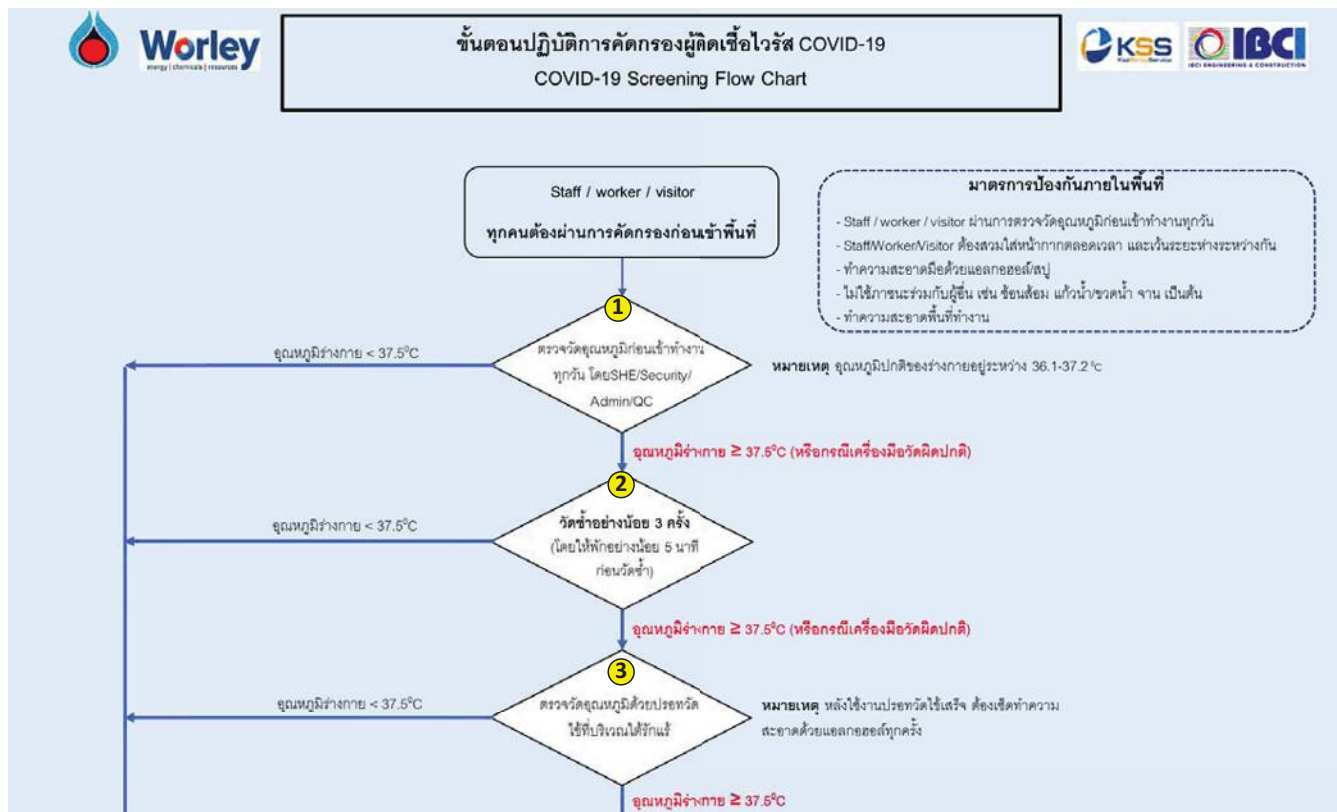 Worley
energy | chemicals | resources
ขั้นตอนปฏิบัติการคัดกรองผู้ติดเชื้อไวรัส COVID-19
COVID-19 Screening Flow Chart
KSS
IBCI
IBCI ENGINEERING & CONSTRUCTION
Staff / worker / visitor
ทุกคนต้องผ่านการคัดกรองก่อนเข้าพื้นที่
มาตรการป้องกันภายในพื้นที่
- Staff / worker / visitor ผ่านการตรวจวัดอุณหภูมิก่อนเข้าทำงานทุกวัน
- Staff/Worker/Visitor ต้องสวมใส่หน้ากากตลอดเวลา และเว้นระยะห่างระหว่างกัน
- ทำความสะอาดมือด้วยแอลกอฮอล์/สบู่
- ไม่ใช้ภาชนะร่วมกับผู้อื่น เช่น ช้อนส้อม แก้วน้ำ/ขวดน้ำ จาน เป็นต้น
- ทำความสะอาดพื้นที่ทำงาน
1
ตรวจวัดอุณหภูมิก่อนเข้าทำงาน
ทุกวัน โดยSHE/Security/
Admin/QC
อุณหภูมิร่างกาย < 37.5⁰C
หมายเหตุ อุณหภูมิปกติของร่างกายอยู่ระหว่าง 36.1-37.2 ⁰c
อุณหภูมิร่างกาย ≥ 37.5⁰C (หรือกรณีเครื่องมือวัดผิดปกติ)
2
วัดซ้ำอย่างน้อย 3 ครั้ง
(โดยให้พักอย่างน้อย 5 นาที
ก่อนวัดซ้ำ)
อุณหภูมิร่างกาย < 37.5⁰C
อุณหภูมิร่างกาย ≥ 37.5⁰C (หรือกรณีเครื่องมือวัดผิดปกติ)
3
ตรวจวัดอุณหภูมิด้วยปรอทวัด
ไข้ที่บริเวณใต้รักแร้
อุณหภูมิร่างกาย < 37.5⁰C
หมายเหตุ หลังใช้งานปรอทวัดไข้เสร็จ ต้องเช็ดทำความ
สะอาดด้วยแอลกอฮอล์ทุกครั้ง
อุณหภูมิร่างกาย ≥ 37.5⁰C